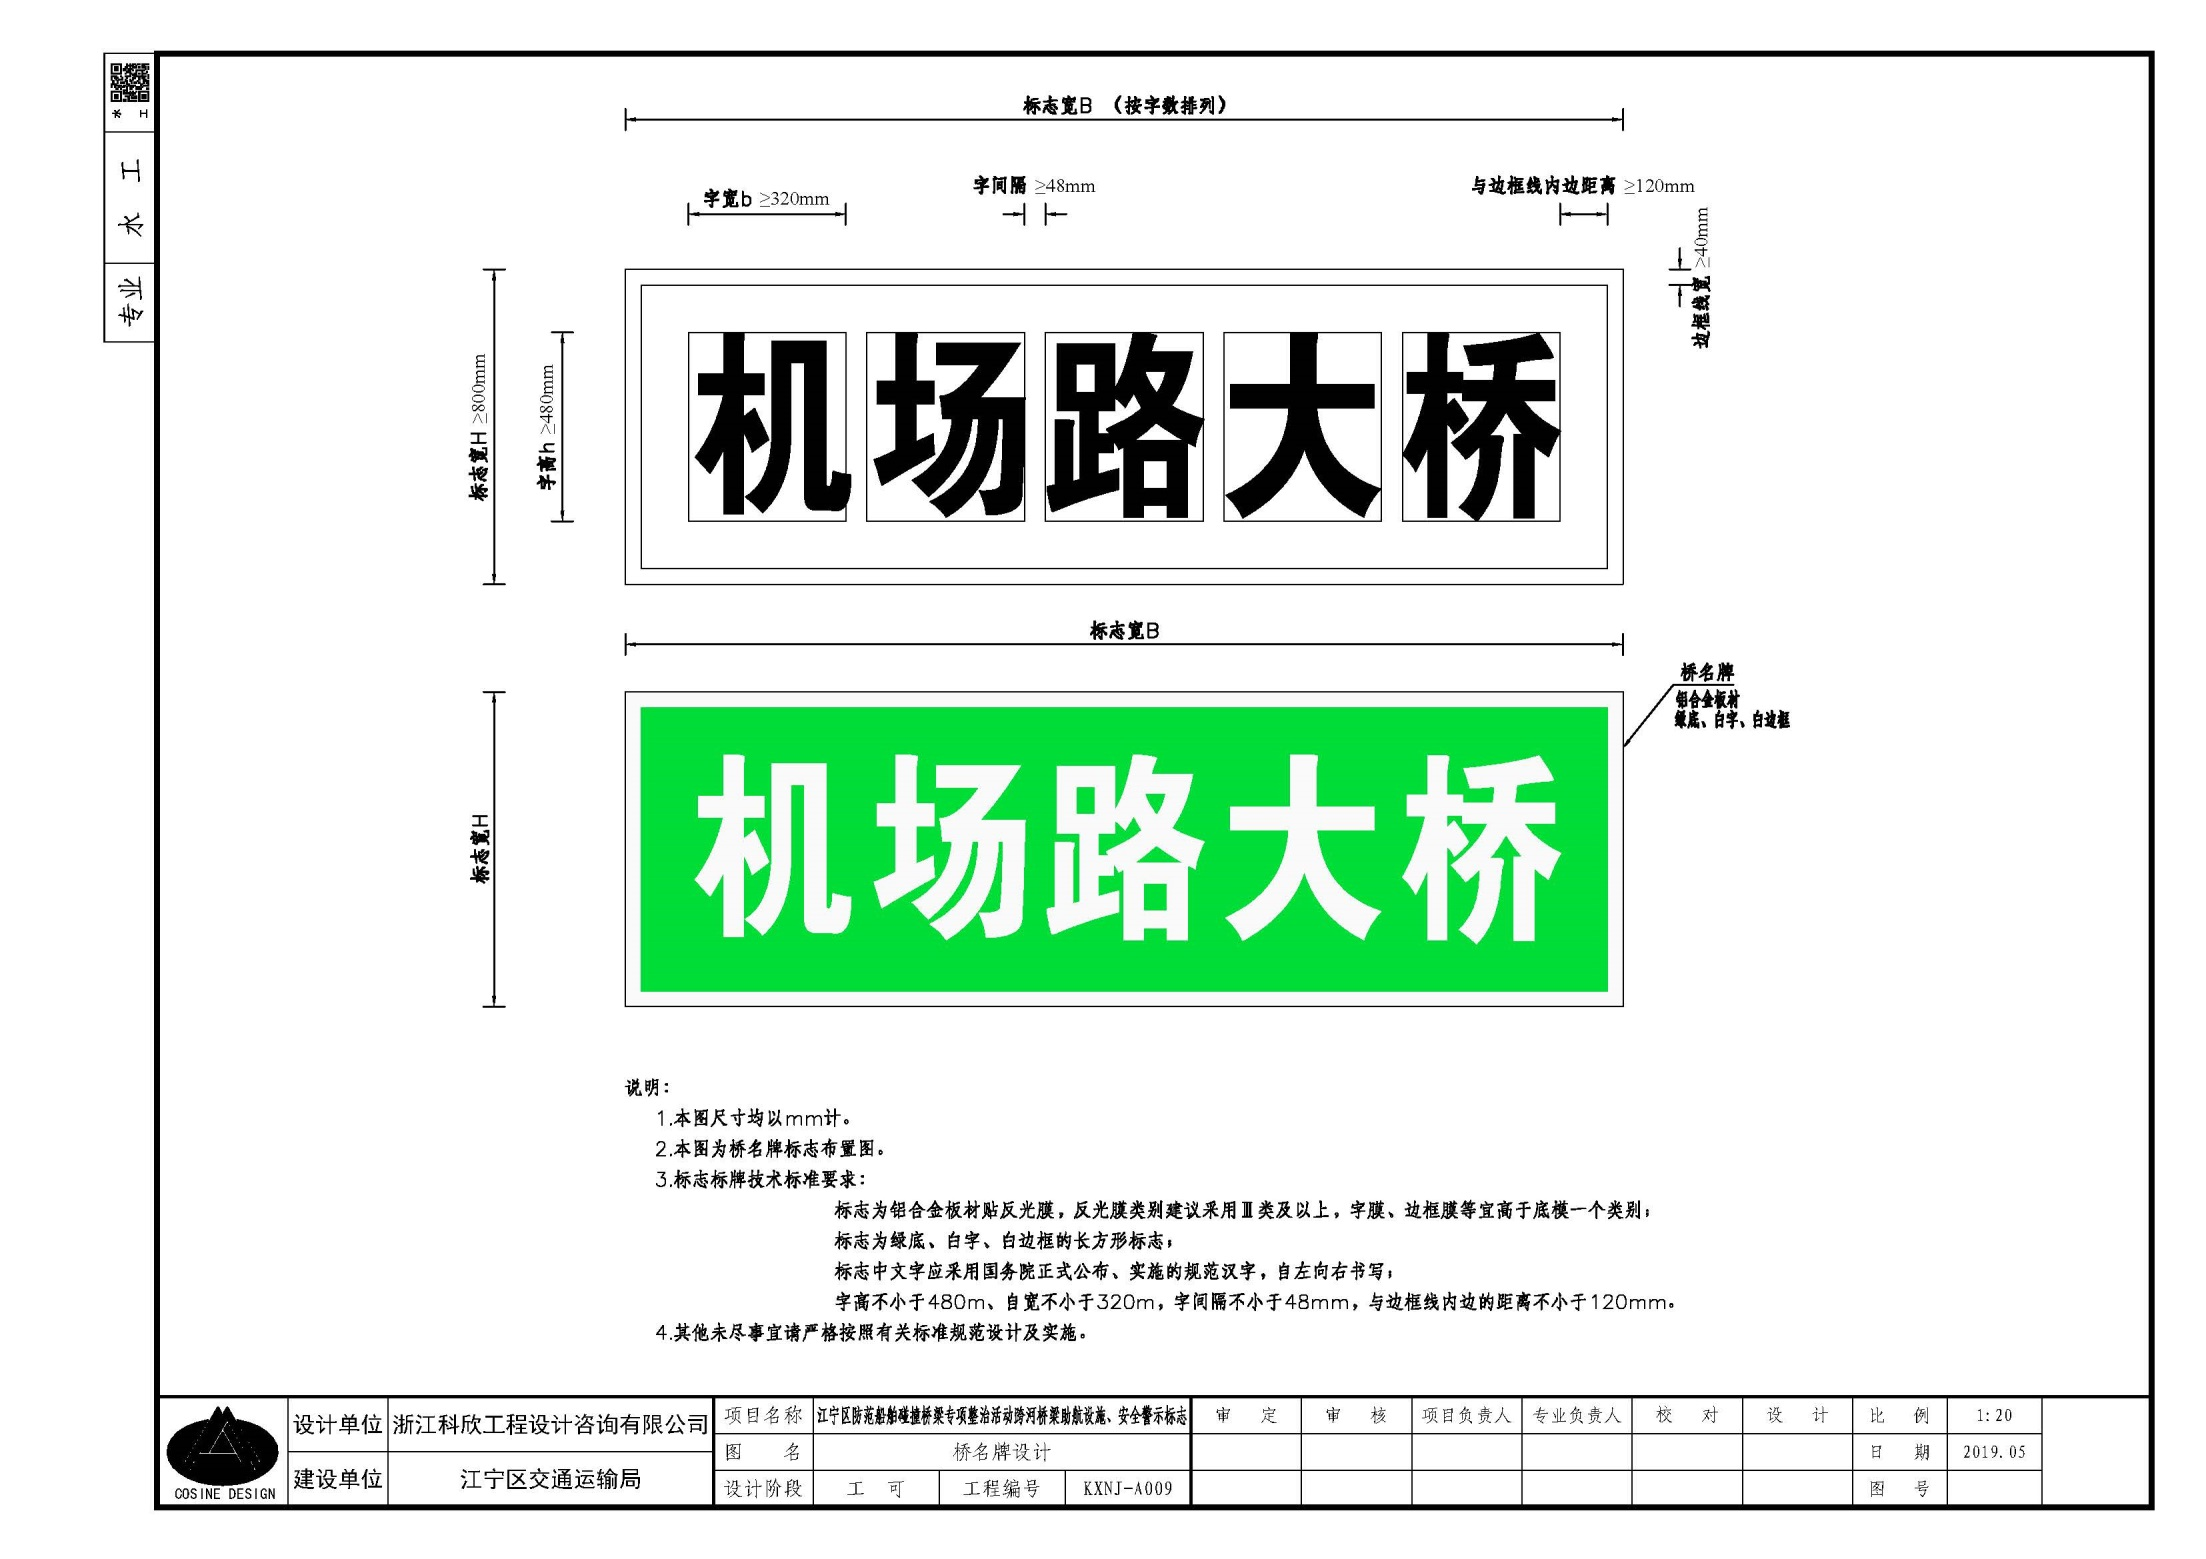 * H
工
水
专业
标志宽B （按字数排列）
字宽b ≥320mm
字间隔 ≥48mm
与边框线内边距离 ≥120mm
边框线宽 ≥40mm
标志宽H ≥800mm
字高h ≥480mm
机场路大桥
标志宽B
桥名牌
铝合金板材
绿底、白字、白边框
标志宽H
机场路大桥
说明：
1.本图尺寸均以mm计。
2.本图为桥名牌标志布置图。
3.标志标牌技术标准要求：
标志为铝合金板材贴反光膜，反光膜类别建议采用Ⅲ类及以上，字膜、边框膜等宜高于底模一个类别；
标志为绿底、白字、白边框的长方形标志；
标志中文字应采用国务院正式公布、实施的规范汉字，自左向右书写；
字高不小于480m、自宽不小于320m，字间隔不小于48mm，与边框线内边的距离不小于120mm。
4.其他未尽事宜请严格按照有关标准规范设计及实施。
COSINE DESIGN
设计单位 浙江科欣工程设计咨询有限公司
建设单位 江宁区交通运输局
项目名称 江宁区防范船舶碰撞桥梁专项整治活动跨河桥梁助航设施、安全警示标志
图 名 桥名牌设计
设计阶段 工 可 工程编号 KXNJ-A009
审 定 审 核 项目负责人 专业负责人 校 对 设 计
比 例 1:20
日 期 2019.05
图 号